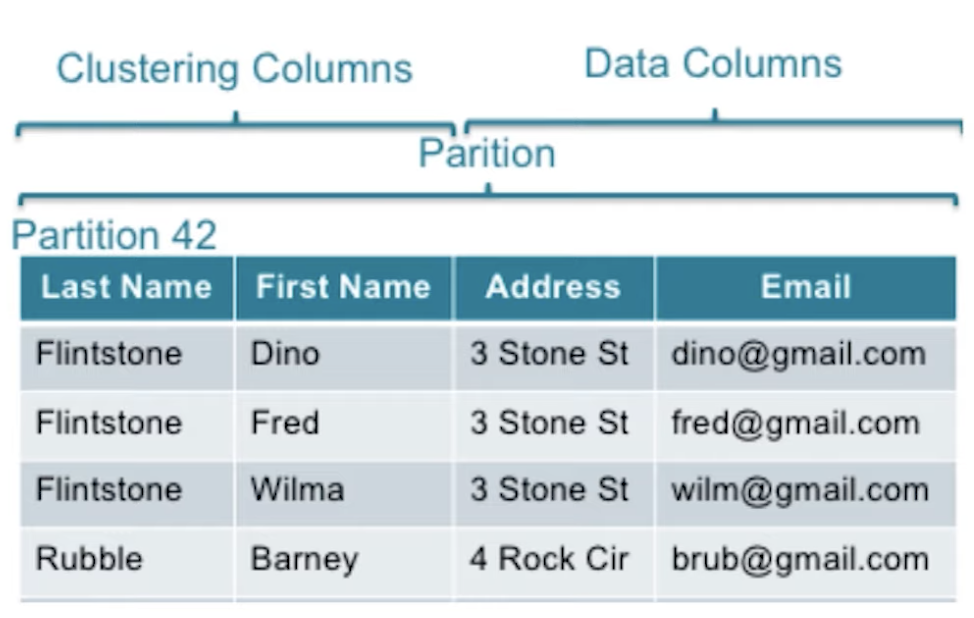 Clustering Columns Data Columns
Parition
Partition 42
Last Name First Name Address Email
Flintstone Dino 3 Stone St dino@gmail.com
Flintstone Fred 3 Stone St fred@gmail.com
Flintstone Wilma 3 Stone St wilm@gmail.com
Rubble Barney 4 Rock Cir brub@gmail.com